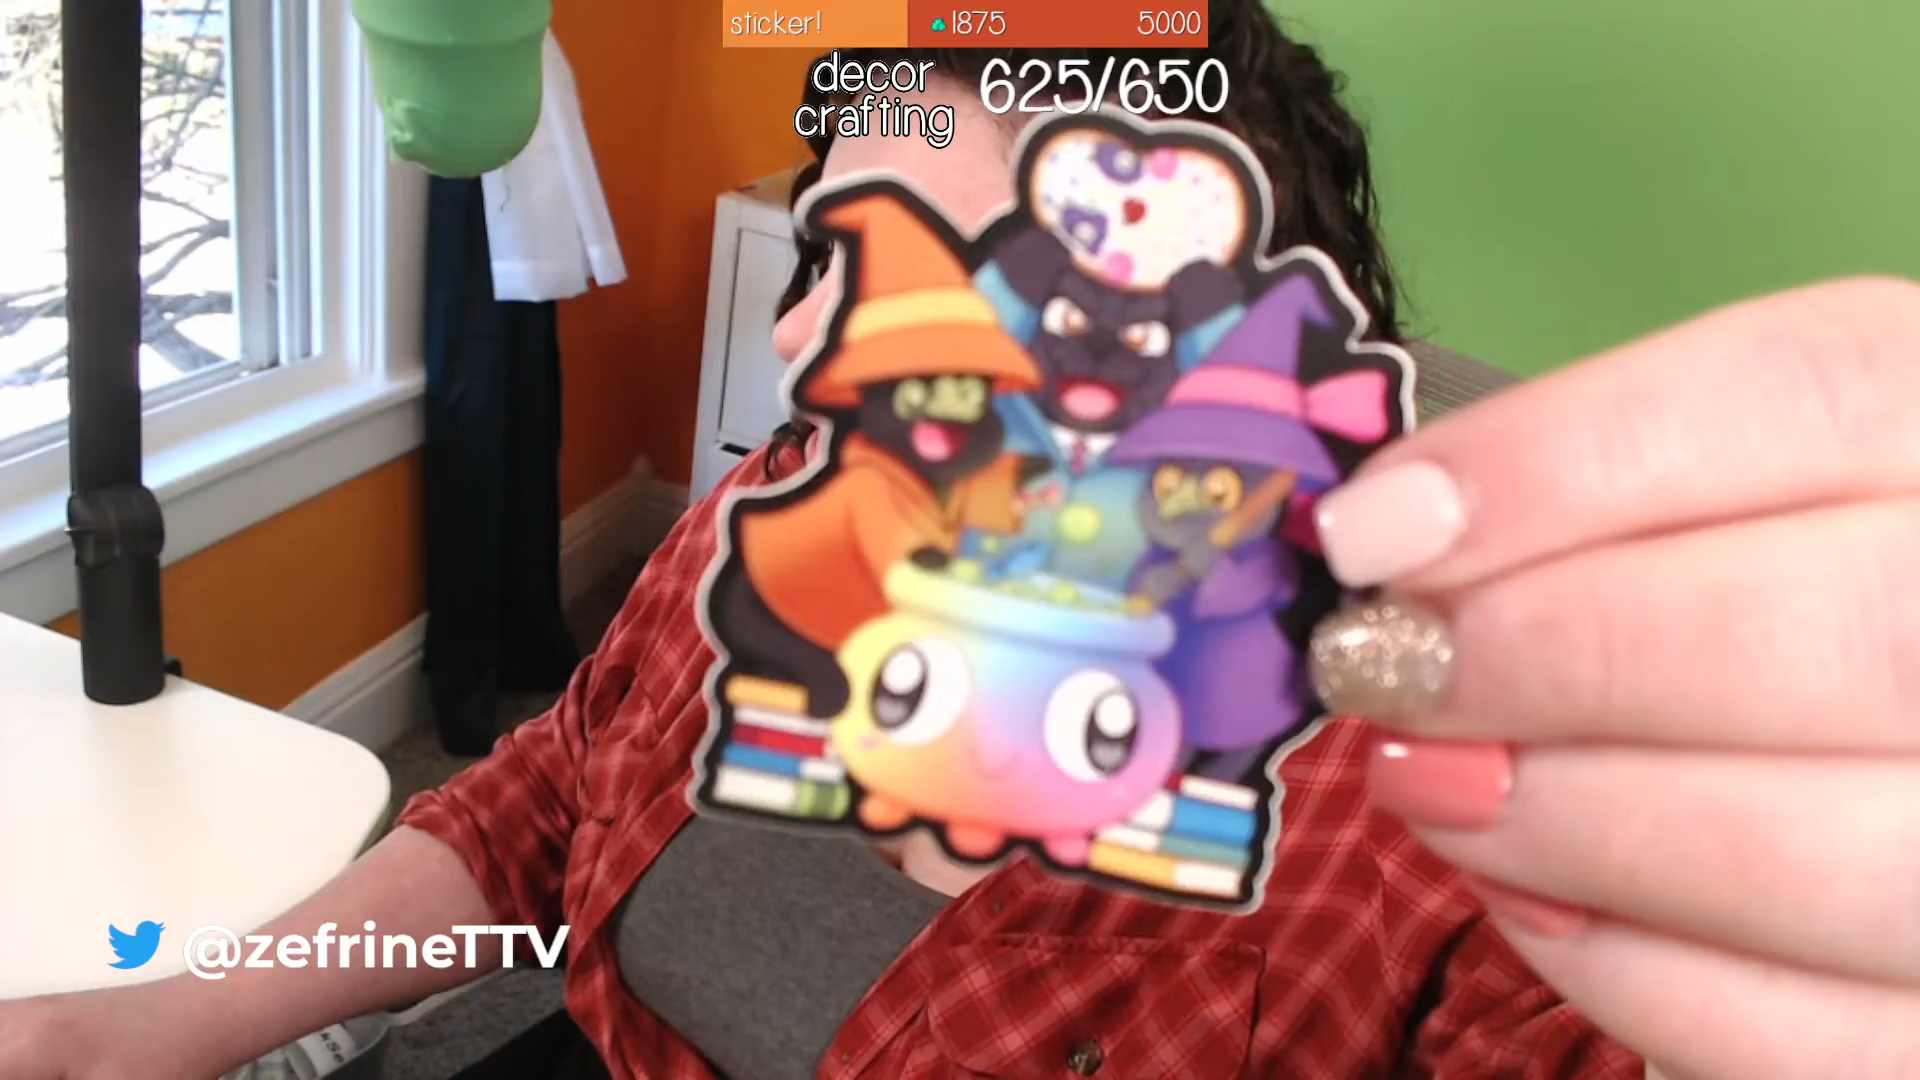 sticker! 1875 5000
decor
crafting
625/650
@zefrineTTV